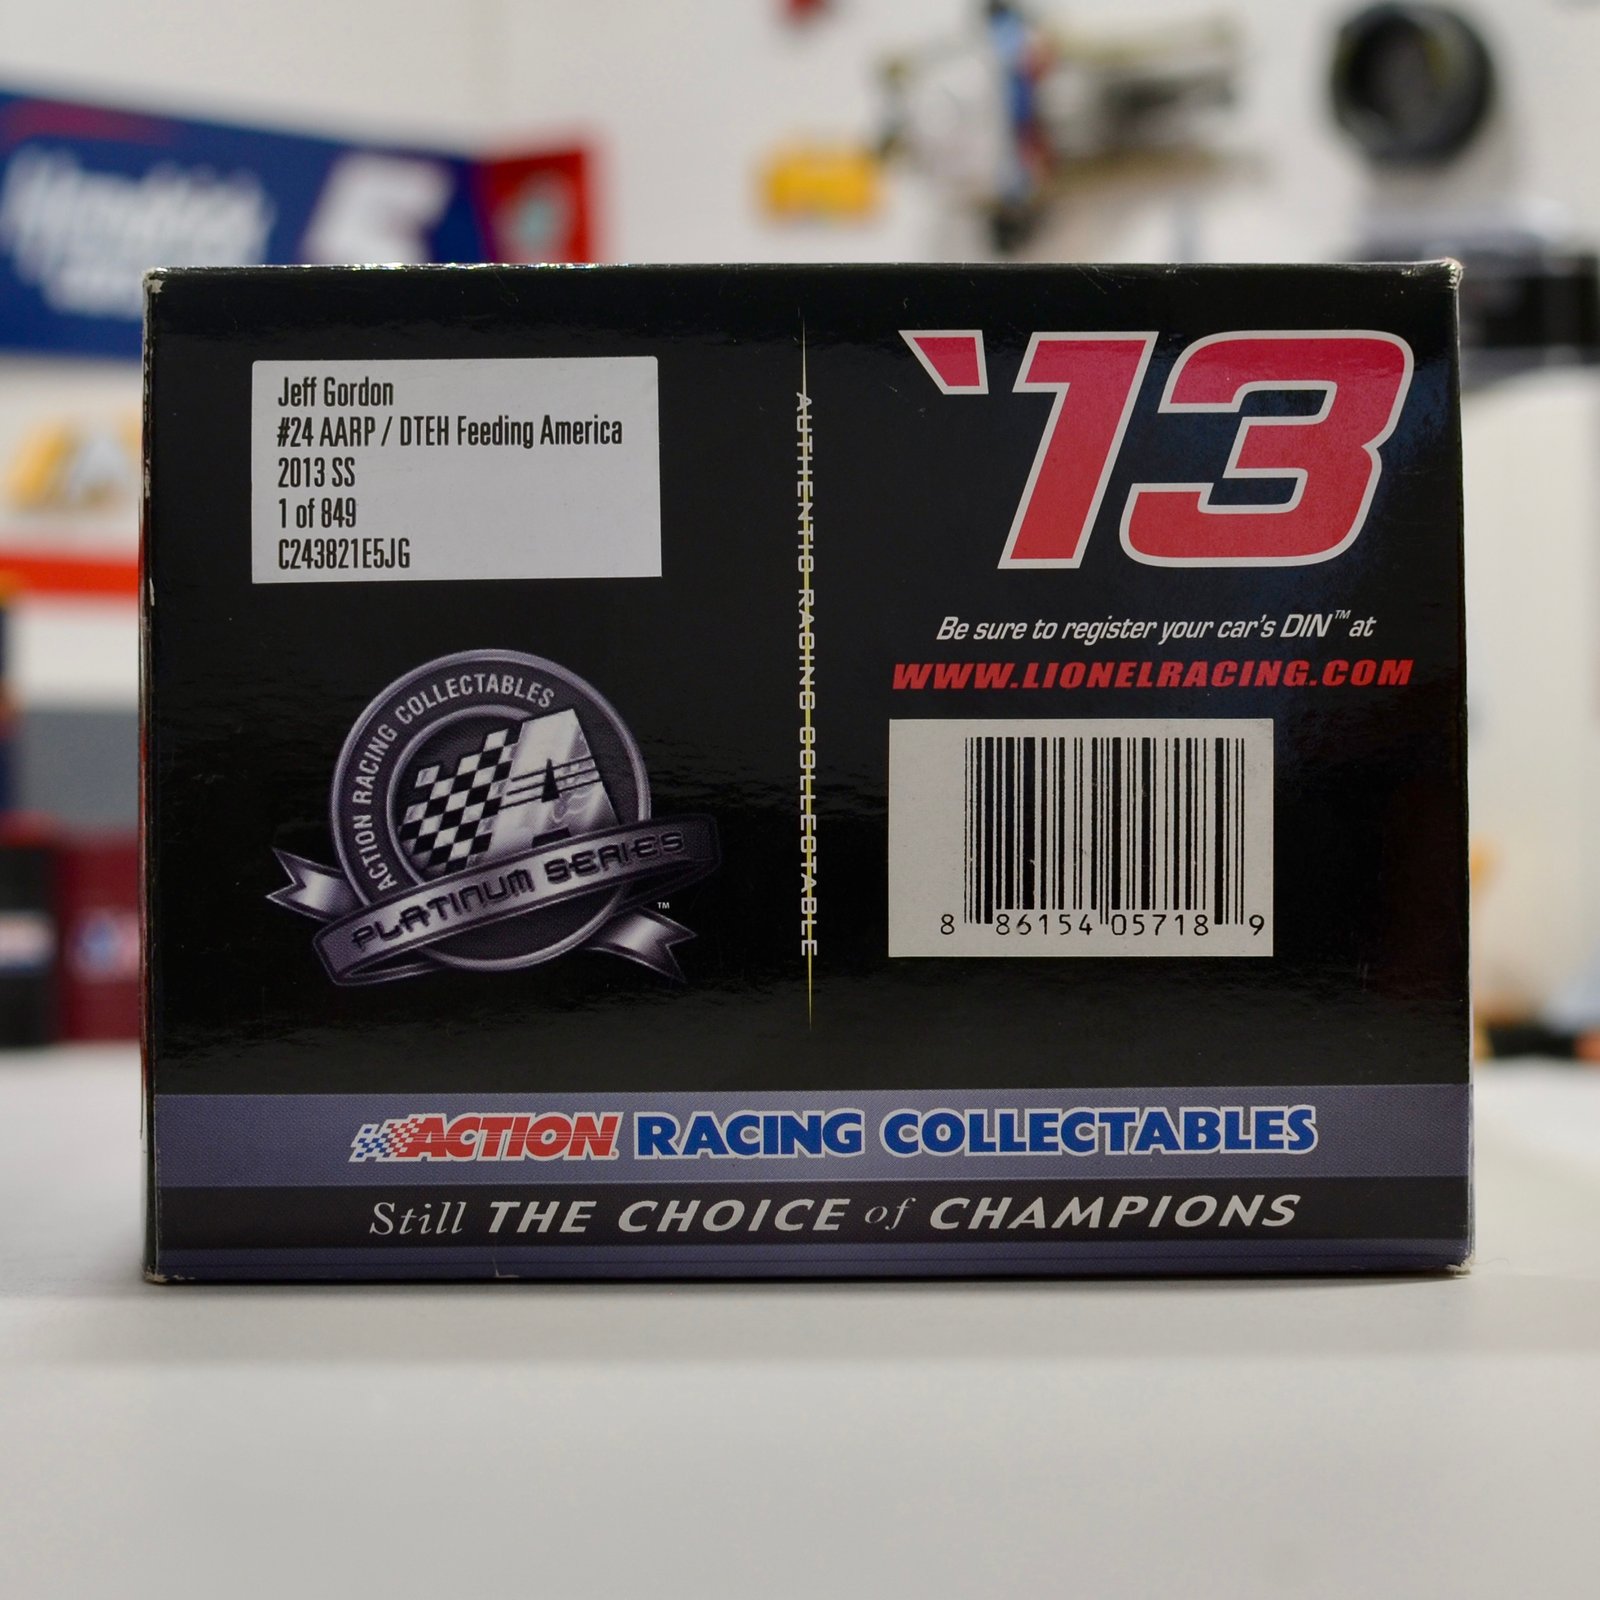 Jeff Gordon
#24 AARP / DTEH Feeding America
2013 SS
1 of 849
C243821E5JG
ACTION RACING COLLECTABLES
A
PLATINUM SERIES
TM
AUTHENTIC RACING COLLECTABLE
'13
Be sure to register your car's DIN™ at
WWW.LIONELRACING.COM
8 86154 05718 9
ACTION RACING COLLECTABLES
Still THE CHOICE of CHAMPIONS
5